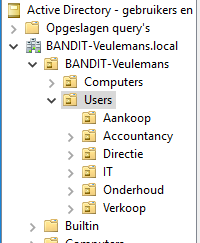 Active Directory - gebruikers en
Opgeslagen query's
BANDIT-Veulemans.local
BANDIT-Veulemans
Computers
Users
Aankoop
Accountancy
Directie
IT
Onderhoud
Verkoop
Builtin
Computers